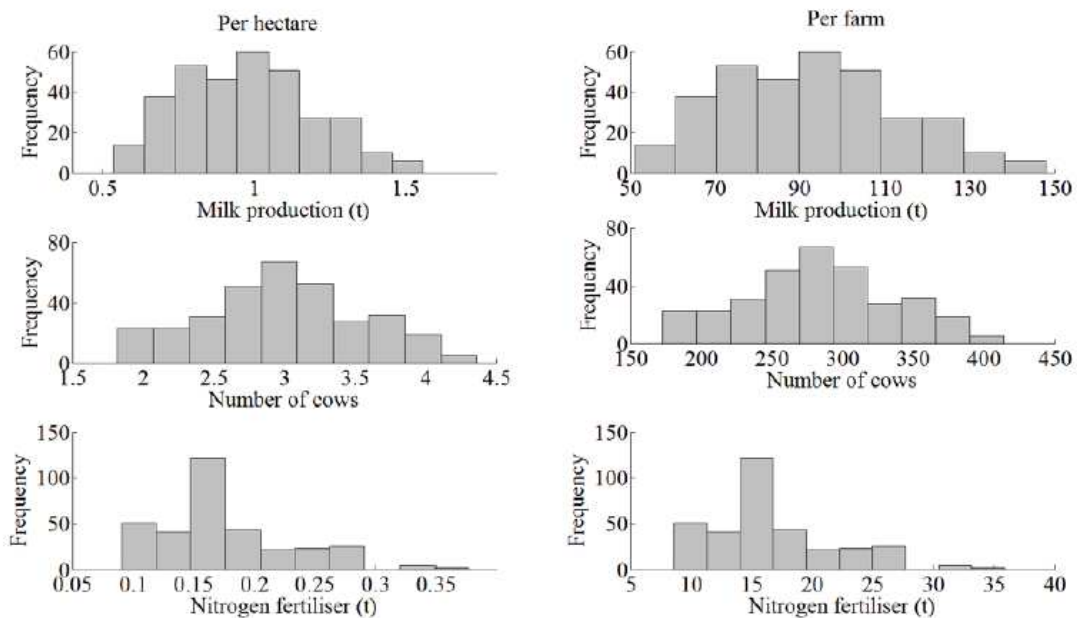 Per hectare
Frequency
60
40
20
0
0.5 1 1.5
Milk production (t)
Per farm
Frequency
60
40
20
0
50 70 90 110 130 150
Milk production (t)
Frequency
80
40
0
1.5 2 2.5 3 3.5 4 4.5
Number of cows
Frequency
80
40
0
150 200 250 300 350 400 450
Number of cows
Frequency
150
100
50
0
0.05 0.1 0.15 0.2 0.25 0.3 0.35
Nitrogen fertiliser (t)
Frequency
150
100
50
0
5 10 15 20 25 30 35 40
Nitrogen fertiliser (t)